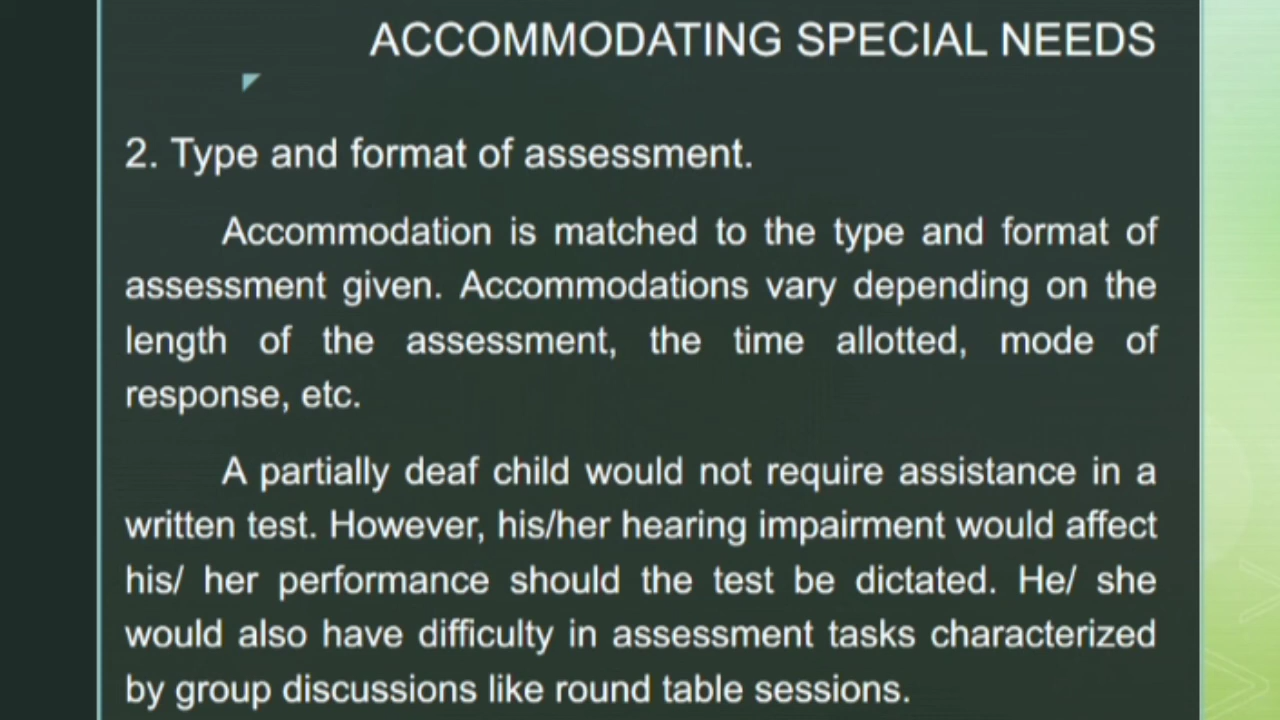 ACCOMMODATING SPECIAL NEEDS
2. Type and format of assessment.
Accommodation is matched to the type and format of
assessment given. Accommodations vary depending on the
length of the assessment, the time allotted, mode of
response, etc.
A partially deaf child would not require assistance in a
written test. However, his/her hearing impairment would affect
his/ her performance should the test be dictated. He/ she
would also have difficulty in assessment tasks characterized
by group discussions like round table sessions.